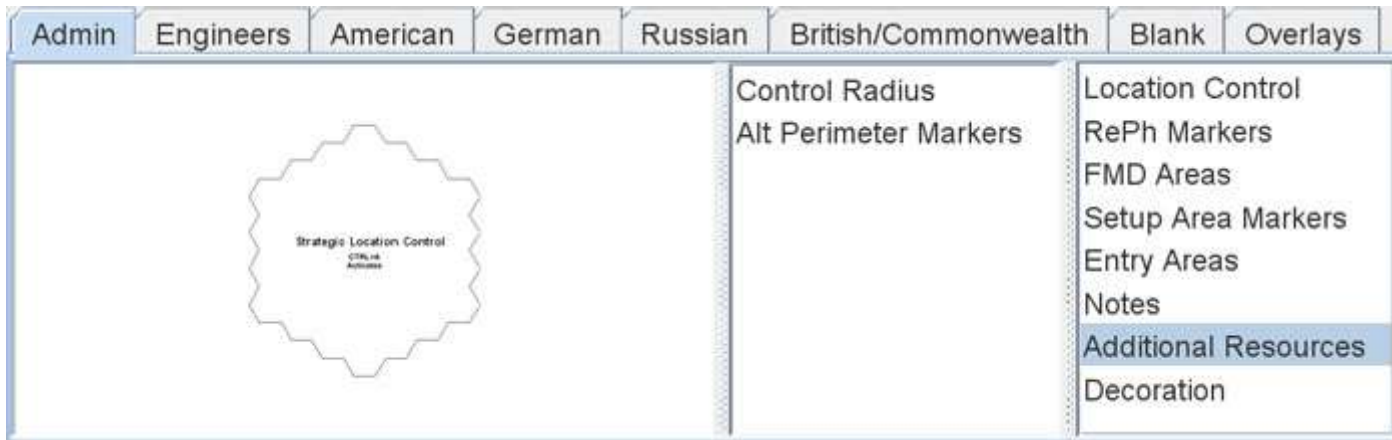 Admin Engineers American German Russian British/Commonwealth Blank Overlays
Strategic Location Control
Activates
Control Radius
Alt Perimeter Markers
Location Control
RePh Markers
FMD Areas
Setup Area Markers
Entry Areas
Notes
Additional Resources
Decoration